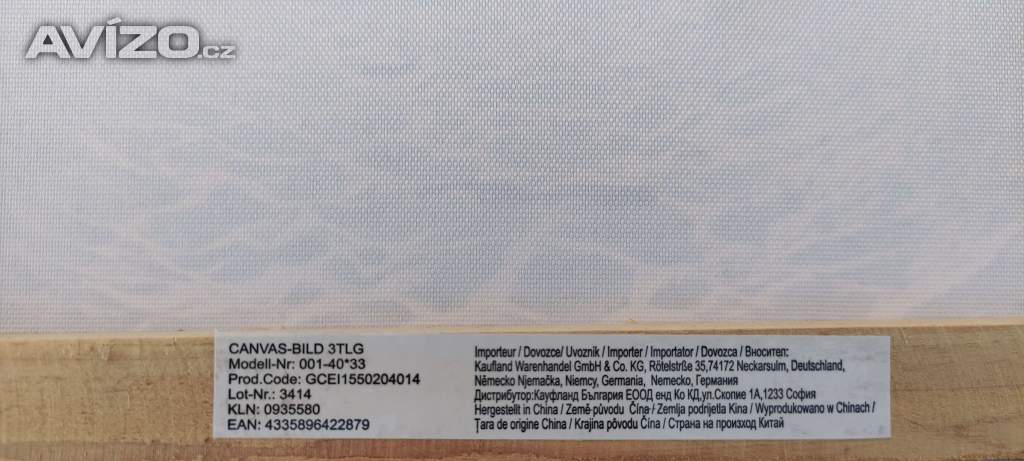 AVÍZO.cz
CANVAS-BILD 3TLG
Modell-Nr: 001-40*33
Prod.Code: GCEI1550204014
Lot-Nr.: 3414
KLN: 0935580
EAN: 4335896422879
Importeur / Dovozce/ Uvoznik / Importer / Importator / Dovozca / Вносител:
Kaufland Warenhandel GmbH & Co. KG, Rötelstrße 35,74172 Neckarsulm, Deutschland,
Německo Njemačka, Niemcy, Germania, Nemecko, Германия
Дистрибутор:Кауфланд България ЕООД енд Ко КД,ул.Скопие 1А,1233 София
Hergestellt in China / Země původu Čína / Zemlja podrijetla Kina / Wyprodukowano w Chinach /
Ţara de origine China / Krajina pôvodu Čína / Страна на произход Китай